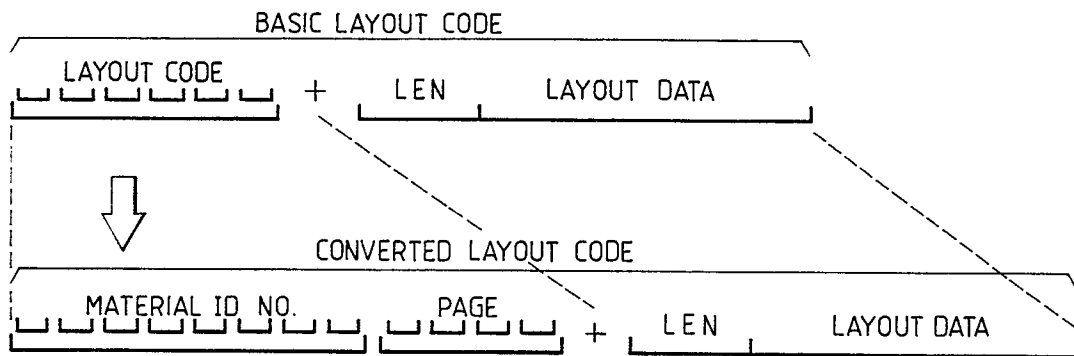 BASIC LAYOUT CODE
LAYOUT CODE + LEN LAYOUT DATA
CONVERTED LAYOUT CODE
MATERIAL ID NO. PAGE + LEN LAYOUT DATA